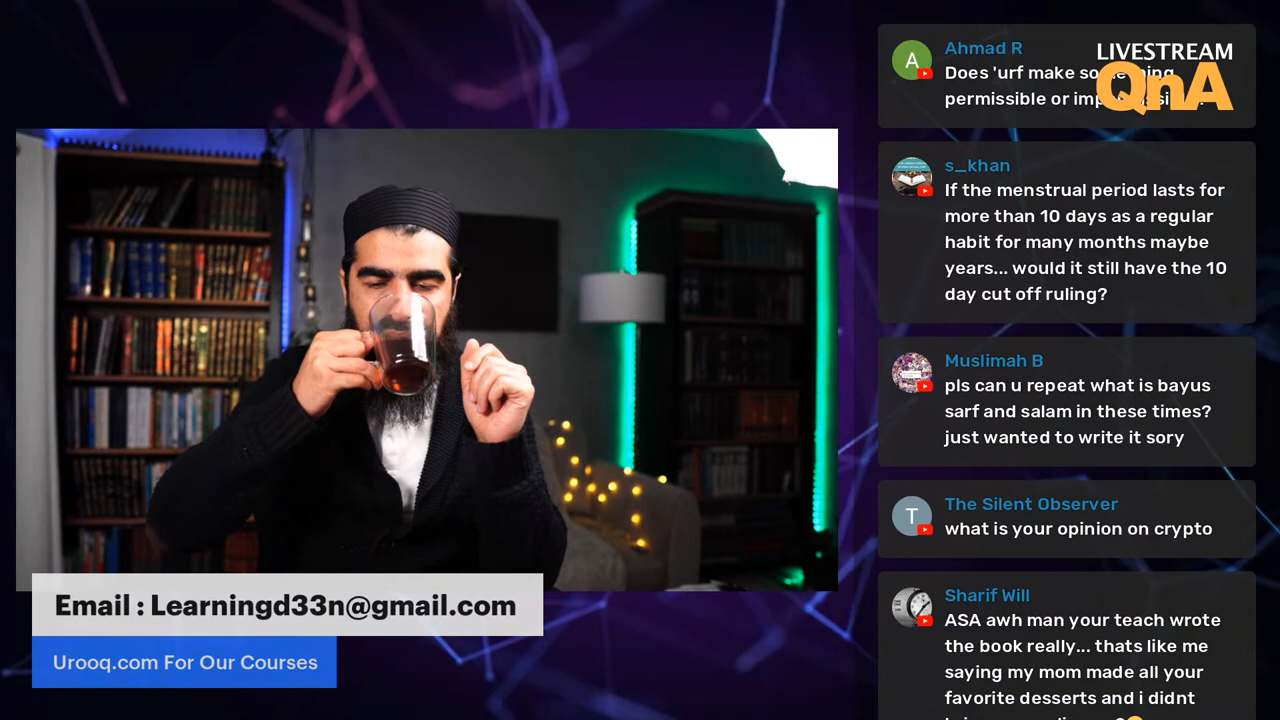 Ahmad R
Does 'urf make
permissible or
LIVESTREAM
QnA
s_khan
If the menstrual period lasts for
more than 10 days as a regular
habit for many months maybe
years... would it still have the 10
day cut off ruling?
Muslimah B
pls can u repeat what is bayus
sarf and salam in these times?
just wanted to write it sory
T
The Silent Observer
what is your opinion on crypto
Sharif Will
ASA awh man your teach wrote
the book really... thats like me
saying my mom made all your
favorite desserts and i didnt
A
Email : Learningd33n@gmail.com
Urooq.com For Our Courses